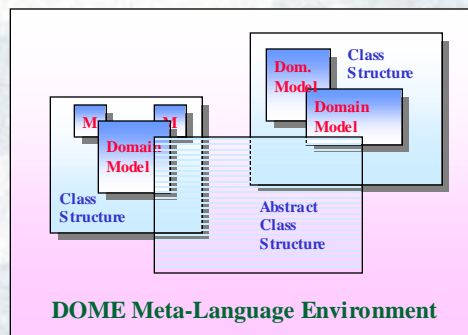 Class
Structure
Dom.
Model
Domain
Model
M
M
Domain
Model
Class
Structure
Abstract
Class
Structure
DOME Meta-Language Environment